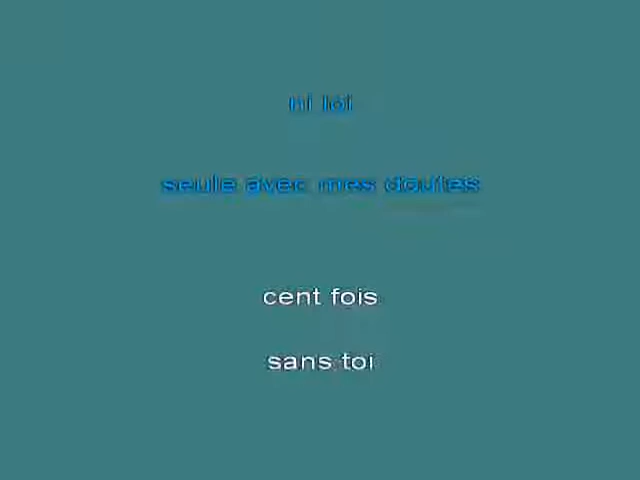 ni toi
seule avec mes doutes
cent fois
sans toi